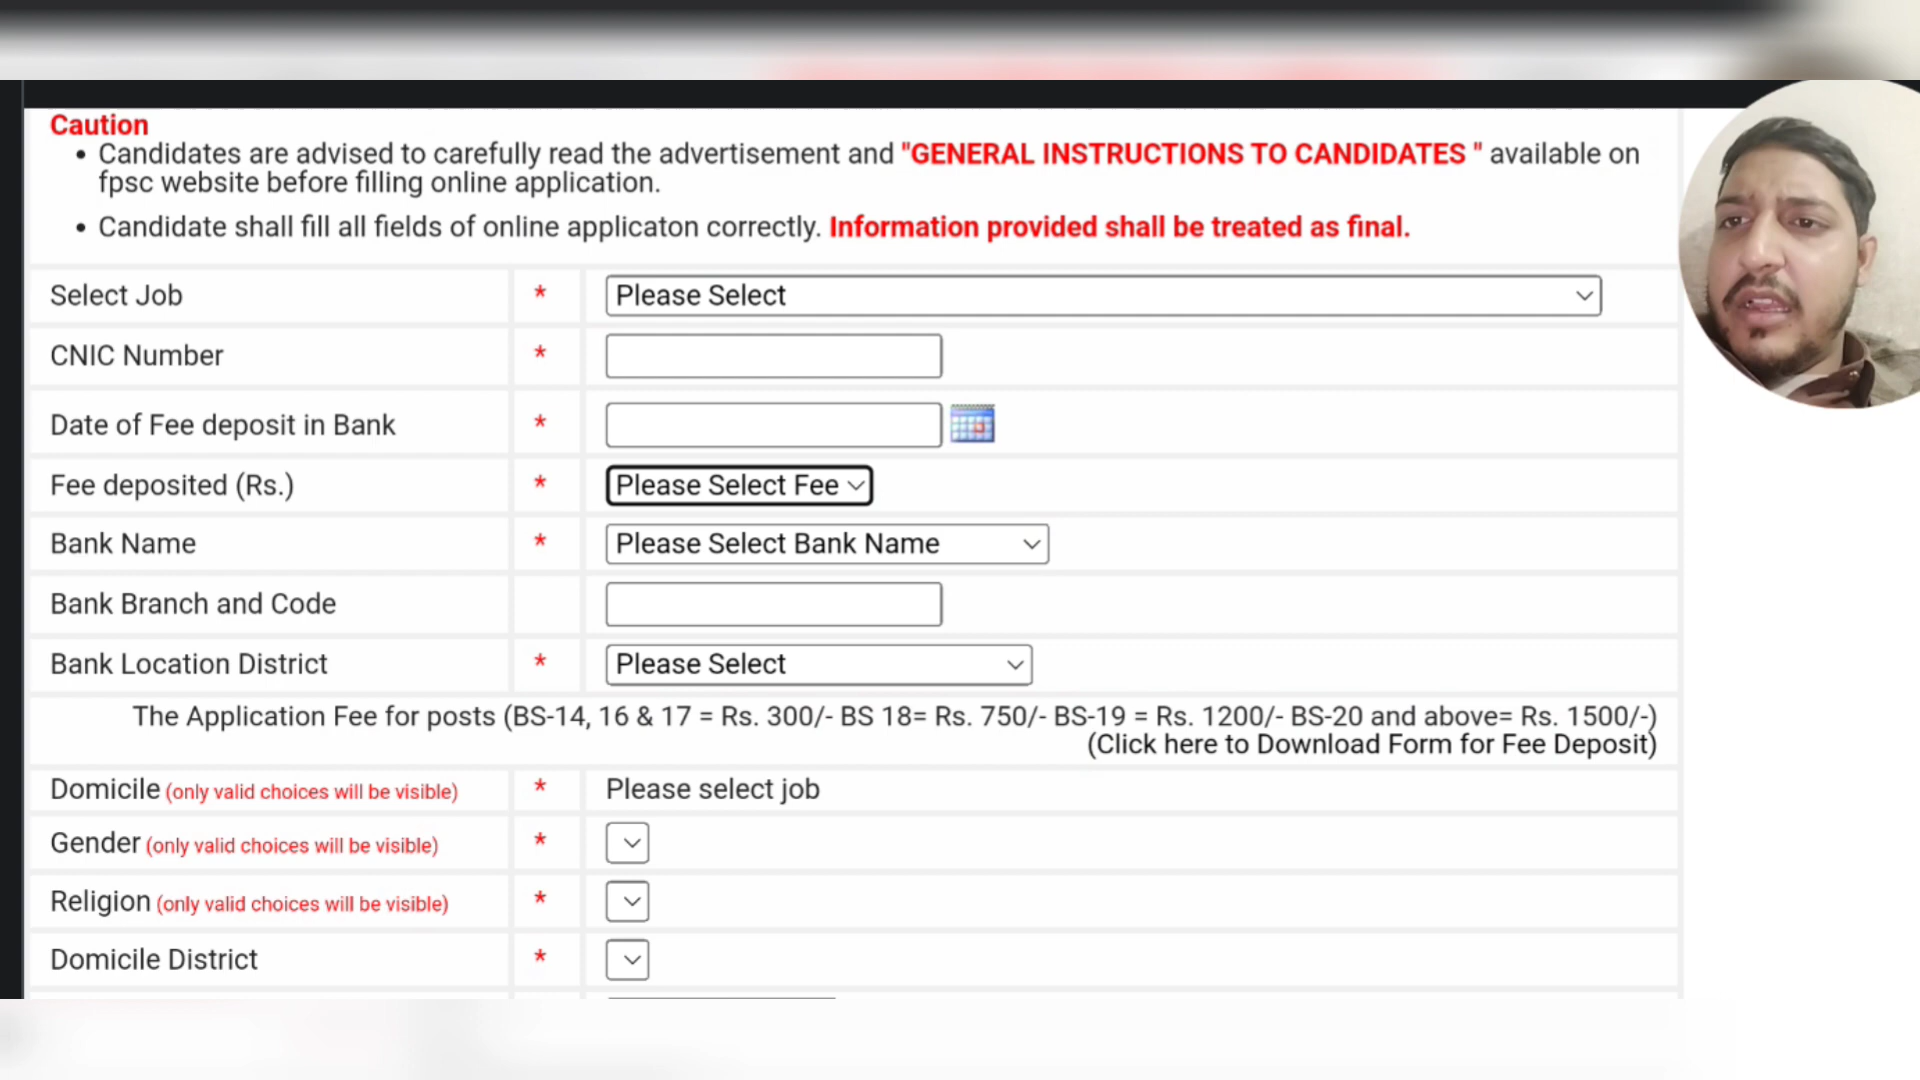 Caution
Candidates are advised to carefully read the advertisement and "GENERAL INSTRUCTIONS TO CANDIDATES " available on
fpsc website before filling online application.
Candidate shall fill all fields of online applicaton correctly. Information provided shall be treated as final.
Select Job * Please Select
CNIC Number *
Date of Fee deposit in Bank *
Fee deposited (Rs.) * Please Select Fee
Bank Name * Please Select Bank Name
Bank Branch and Code
Bank Location District * Please Select
The Application Fee for posts (BS-14, 16 & 17 = Rs. 300/- BS 18= Rs. 750/- BS-19 = Rs. 1200/- BS-20 and above= Rs. 1500/-)
(Click here to Download Form for Fee Deposit)
Domicile (only valid choices will be visible) * Please select job
Gender (only valid choices will be visible) *
Religion (only valid choices will be visible) *
Domicile District *